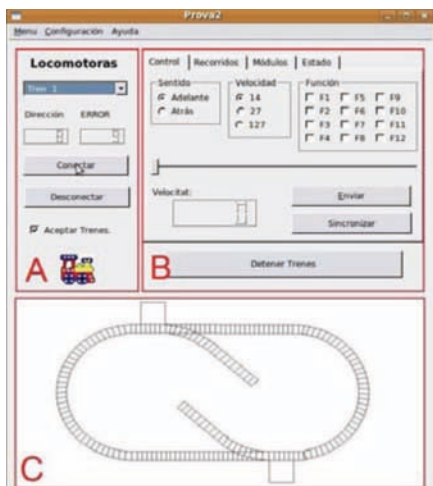 Prova2
Menu Configuración Ayuda
Locomotoras
Tren 1
Dirección ERROR
Conectar
Desconectar
Aceptar Trenes.
A
Control Recorridos Módulos Estado
Sentido
Adelante
Atrás
Velocidad
14
27
127
Función
F1 F5 F9
F2 F6 F10
F3 F7 F11
F4 F8 F12
Velocitat:
Enviar
Sincronizar
Detener Trenes
B
C